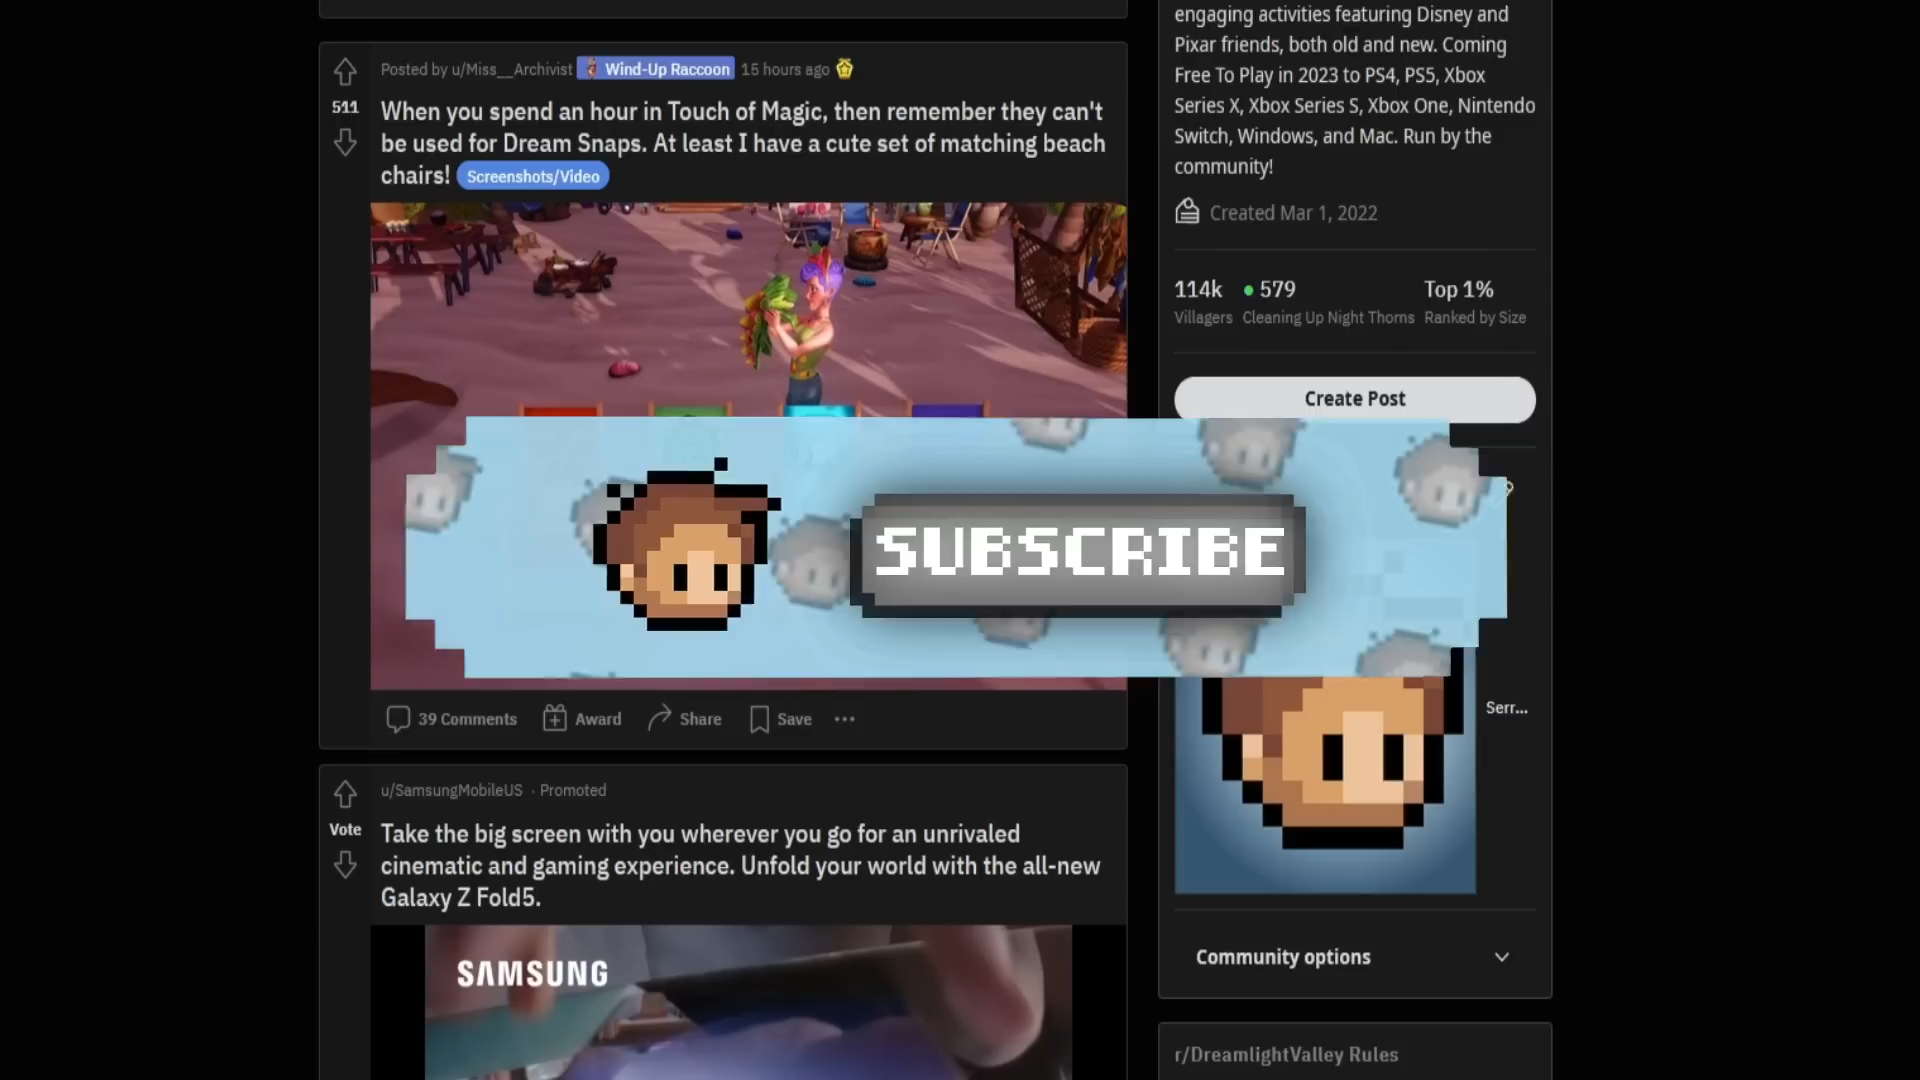 Posted by u/Miss__Archivist Wind-Up Raccoon 15 hours ago
511
When you spend an hour in Touch of Magic, then remember they can't
be used for Dream Snaps. At least I have a cute set of matching beach
chairs! Screenshots/Video
39 Comments Award Share Save
u/SamsungMobileUS · Promoted
Vote
Take the big screen with you wherever you go for an unrivaled
cinematic and gaming experience. Unfold your world with the all-new
Galaxy Z Fold5.
SAMSUNG
SUBSCRIBE
engaging activities featuring Disney and
Pixar friends, both old and new. Coming
Free To Play in 2023 to PS4, PS5, Xbox
Series X, Xbox Series S, Xbox One, Nintendo
Switch, Windows, and Mac. Run by the
community!
Created Mar 1, 2022
114k 579 Top 1%
Villagers Cleaning Up Night Thorns Ranked by Size
Create Post
Serr...
Community options
r/DreamlightValley Rules